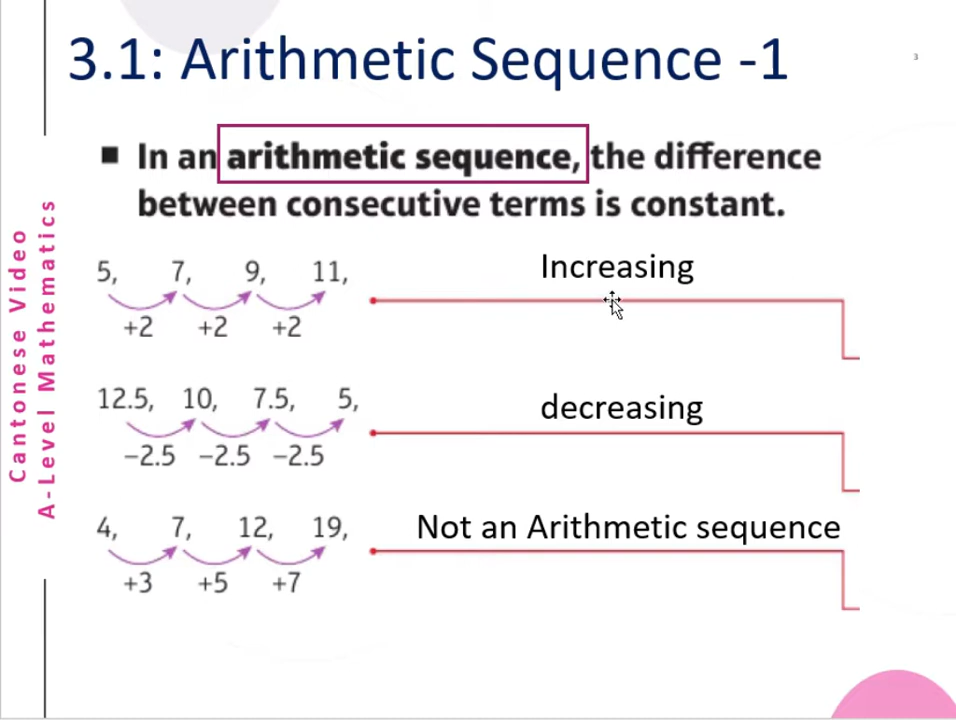 3.1: Arithmetic Sequence -1
3
■ In an arithmetic sequence, the difference
between consecutive terms is constant.
5, 7, 9, 11,
Increasing
+2 +2 +2
12.5, 10, 7.5, 5,
decreasing
−2.5 −2.5 −2.5
4, 7, 12, 19,
Not an Arithmetic sequence
+3 +5 +7
Cantonese Video
A-Level Mathematics